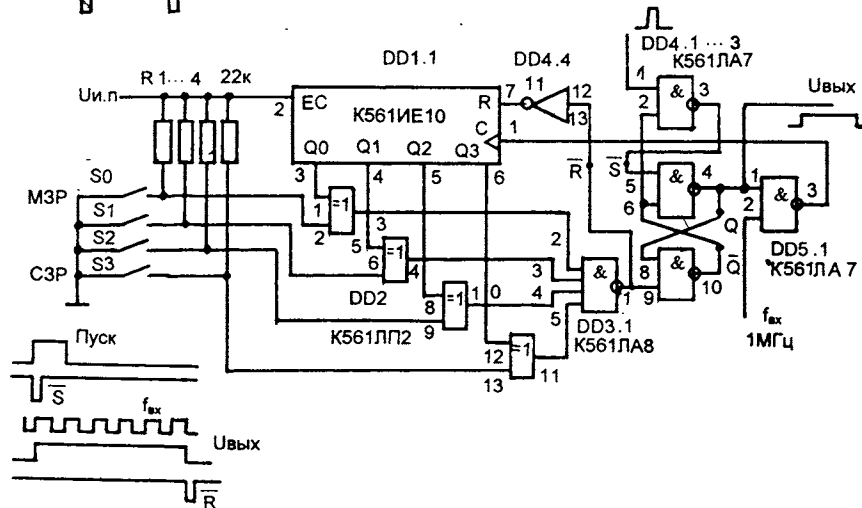 DD4.1 ... 3
К561ЛА7
DD1.1
DD4.4
R 1... 4 22к
Uи.п
2
EC
К561ИЕ10
R
C
Q0 Q1 Q2 Q3
3 4 5 6
7
11
12
13
1
1
2
&
3
Uвых
R̅
S̅
5
6
&
4
1
2
&
3
DD5.1
К561ЛА7
Q
Q̅
8
9
&
10
fвх
1МГц
МЗР
S0
S1
S2
СЗР
S3
1
2
=1
3
5
6
=1
4
DD2
К561ЛП2
8
9
=1
10
12
13
=1
11
2
3
4
5
&
1
DD3.1
К561ЛА8
Пуск
S̅
fвх
Uвых
R̅